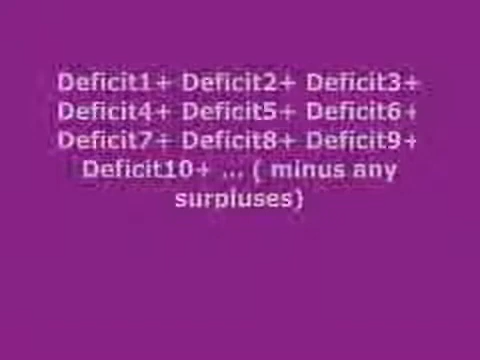 Deficit1+ Deficit2+ Deficit3+
Deficit4+ Deficit5+ Deficit6+
Deficit7+ Deficit8+ Deficit9+
Deficit10+ ... ( minus any
surpluses)